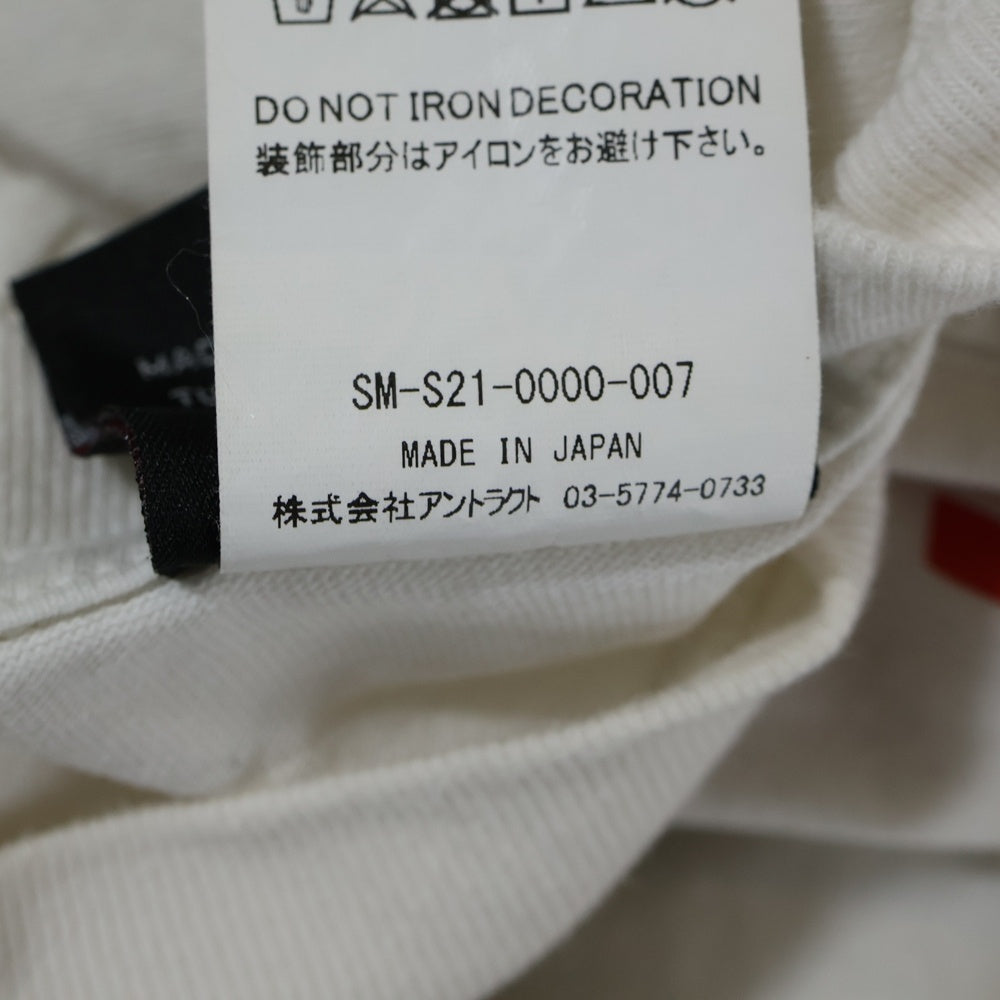 DO NOT IRON DECORATION
装飾部分はアイロンをお避け下さい。
SM-S21-0000-007
MADE IN JAPAN
株式会社アントラクト 03-5774-0733